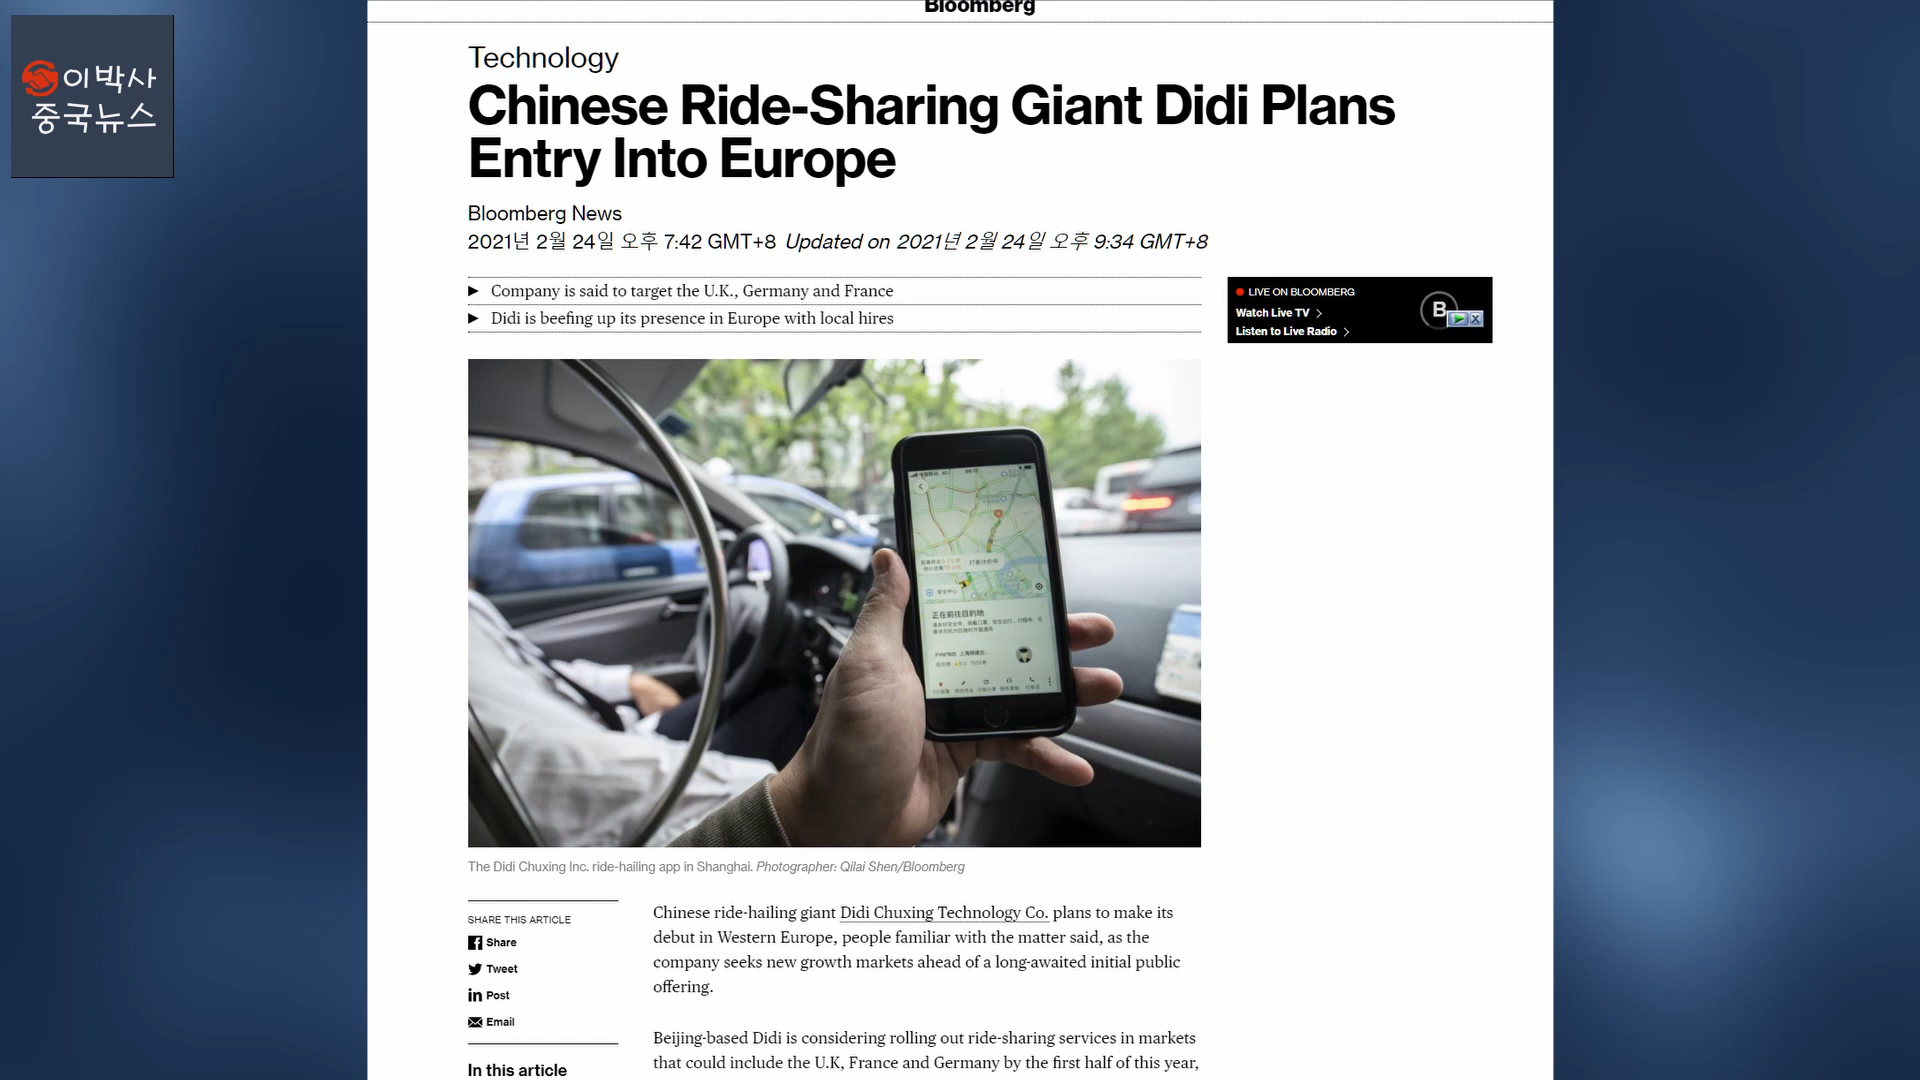 이박사
중국뉴스
Bloomberg
Technology
Chinese Ride-Sharing Giant Didi Plans
Entry Into Europe
Bloomberg News
2021년 2월 24일 오후 7:42 GMT+8 Updated on 2021년 2월 24일 오후 9:34 GMT+8
Company is said to target the U.K., Germany and France
Didi is beefing up its presence in Europe with local hires
LIVE ON BLOOMBERG
Watch Live TV
Listen to Live Radio
B
正在前往目的地
The Didi Chuxing Inc. ride-hailing app in Shanghai. Photographer: Qilai Shen/Bloomberg
SHARE THIS ARTICLE
Share
Tweet
Post
Email
In this article
Chinese ride-hailing giant Didi Chuxing Technology Co. plans to make its
debut in Western Europe, people familiar with the matter said, as the
company seeks new growth markets ahead of a long-awaited initial public
offering.
Beijing-based Didi is considering rolling out ride-sharing services in markets
that could include the U.K, France and Germany by the first half of this year,